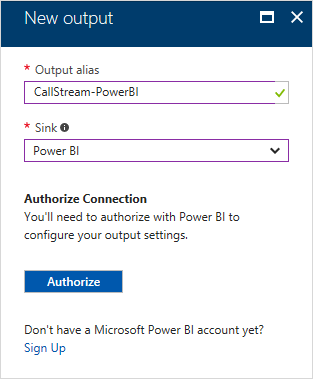 New output
* Output alias
CallStream-PowerBI
* Sink
Power BI
Authorize Connection
You'll need to authorize with Power BI to
configure your output settings.
Authorize
Don't have a Microsoft Power BI account yet?
Sign Up